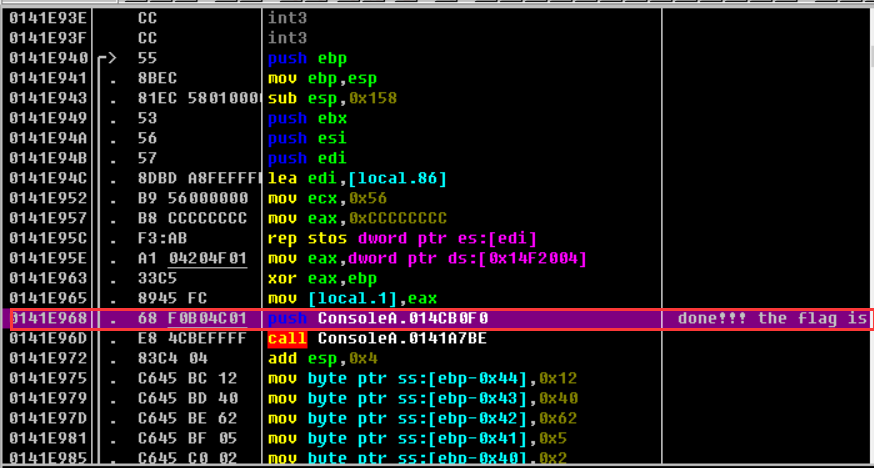 0141E93E CC int3
0141E93F CC int3
0141E940 > 55 push ebp
0141E941 . 8BEC mov ebp,esp
0141E943 . 81EC 5801000 sub esp,0x158
0141E949 . 53 push ebx
0141E94A . 56 push esi
0141E94B . 57 push edi
0141E94C . 8DBD A8FEFFF lea edi,[local.86]
0141E952 . B9 56000000 mov ecx,0x56
0141E957 . B8 CCCCCCCC mov eax,0xCCCCCCCC
0141E95C . F3:AB rep stos dword ptr es:[edi]
0141E95E . A1 04204F01 mov eax,dword ptr ds:[0x14F2004]
0141E963 . 33C5 xor eax,ebp
0141E965 . 8945 FC mov [local.1],eax
0141E968 . 68 F0B04C01 push ConsoleA.014CB0F0 done!!! the flag is
0141E96D . E8 4CBEFFFF call ConsoleA.0141A7BE
0141E972 . 83C4 04 add esp,0x4
0141E975 . C645 BC 12 mov byte ptr ss:[ebp-0x44],0x12
0141E979 . C645 BD 40 mov byte ptr ss:[ebp-0x43],0x40
0141E97D . C645 BE 62 mov byte ptr ss:[ebp-0x42],0x62
0141E981 . C645 BF 05 mov byte ptr ss:[ebp-0x41],0x5
0141E985 . C645 C0 02 mov byte ptr ss:[ebp-0x40],0x2